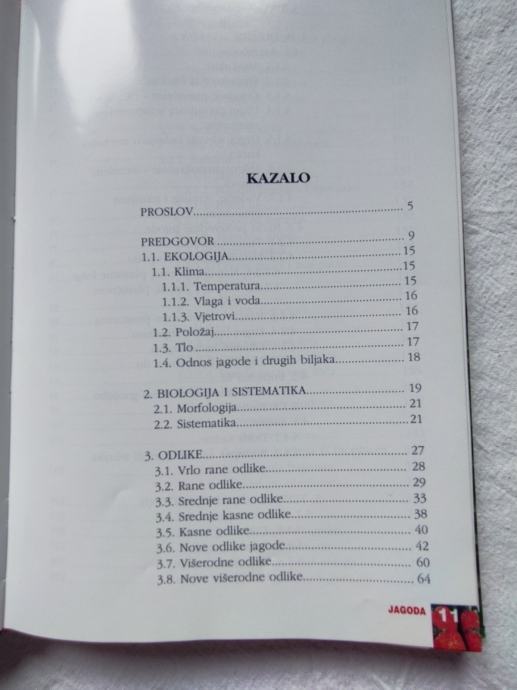 KAZALO
PROSLOV.................................................... 5
PREDGOVOR .............................................. 9
1.1. EKOLOGIJA............................................ 15
1.1. Klima.................................................. 15
1.1.1. Temperatura................................... 15
1.1.2. Vlaga i voda.................................... 16
1.1.3. Vjetrovi.......................................... 16
1.2. Položaj............................................... 17
1.3. Tlo..................................................... 17
1.4. Odnos jagode i drugih biljaka................. 18
2. BIOLOGIJA I SISTEMATIKA........................ 19
2.1. Morfologija......................................... 21
2.2. Sistematika......................................... 21
3. ODLIKE.................................................. 27
3.1. Vrlo rane odlike................................... 28
3.2. Rane odlike......................................... 29
3.3. Srednje rane odlike.............................. 33
3.4. Srednje kasne odlike............................. 38
3.5. Kasne odlike........................................ 40
3.6. Nove odlike jagode............................... 42
3.7. Višerodne odlike................................... 60
3.8. Nove višerodne odlike........................... 64
JAGODA 11